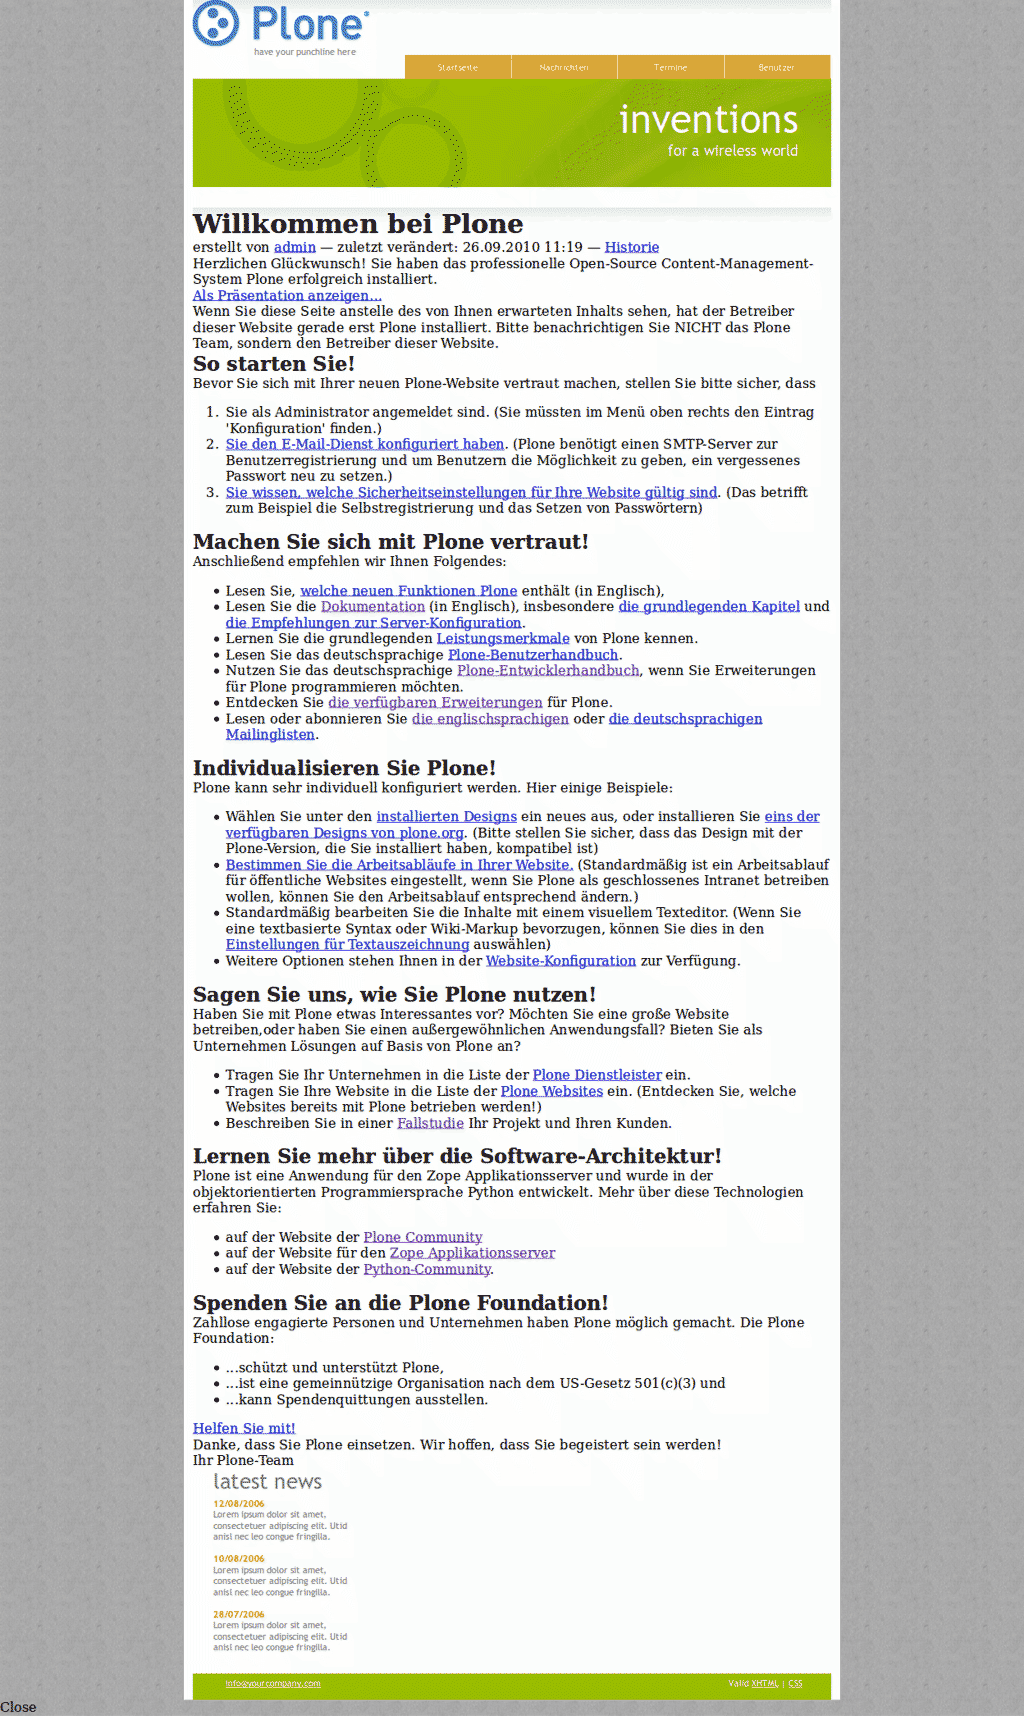 Plone
have your punchline here
Startseite Nachrichten Termine Benutzer
inventions
for a wireless world
Willkommen bei Plone
erstellt von admin — zuletzt verändert: 26.09.2010 11:19 — Historie
Herzlichen Glückwunsch! Sie haben das professionelle Open-Source Content-Management-
System Plone erfolgreich installiert.
Als Präsentation anzeigen...
Wenn Sie diese Seite anstelle des von Ihnen erwarteten Inhalts sehen, hat der Betreiber
dieser Website gerade erst Plone installiert. Bitte benachrichtigen Sie NICHT das Plone
Team, sondern den Betreiber dieser Website.
So starten Sie!
Bevor Sie sich mit Ihrer neuen Plone-Website vertraut machen, stellen Sie bitte sicher, dass
1. Sie als Administrator angemeldet sind. (Sie müssten im Menü oben rechts den Eintrag
'Konfiguration' finden.)
2. Sie den E-Mail-Dienst konfiguriert haben. (Plone benötigt einen SMTP-Server zur
Benutzerregistrierung und um Benutzern die Möglichkeit zu geben, ein vergessenes
Passwort neu zu setzen.)
3. Sie wissen, welche Sicherheitseinstellungen für Ihre Website gültig sind. (Das betrifft
zum Beispiel die Selbstregistrierung und das Setzen von Passwörtern)
Machen Sie sich mit Plone vertraut!
Anschließend empfehlen wir Ihnen Folgendes:
• Lesen Sie, welche neuen Funktionen Plone enthält (in Englisch),
• Lesen Sie die Dokumentation (in Englisch), insbesondere die grundlegenden Kapitel und
die Empfehlungen zur Server-Konfiguration.
• Lernen Sie die grundlegenden Leistungsmerkmale von Plone kennen.
• Lesen Sie das deutschsprachige Plone-Benutzerhandbuch.
• Nutzen Sie das deutschsprachige Plone-Entwicklerhandbuch, wenn Sie Erweiterungen
für Plone programmieren möchten.
• Entdecken Sie die verfügbaren Erweiterungen für Plone.
• Lesen oder abonnieren Sie die englischsprachigen oder die deutschsprachigen
Mailinglisten.
Individualisieren Sie Plone!
Plone kann sehr individuell konfiguriert werden. Hier einige Beispiele:
• Wählen Sie unter den installierten Designs ein neues aus, oder installieren Sie eins der
verfügbaren Designs von plone.org. (Bitte stellen Sie sicher, dass das Design mit der
Plone-Version, die Sie installiert haben, kompatibel ist)
• Bestimmen Sie die Arbeitsabläufe in Ihrer Website. (Standardmäßig ist ein Arbeitsablauf
für öffentliche Websites eingestellt, wenn Sie Plone als geschlossenes Intranet betreiben
wollen, können Sie den Arbeitsablauf entsprechend ändern.)
• Standardmäßig bearbeiten Sie die Inhalte mit einem visuellem Texteditor. (Wenn Sie
eine textbasierte Syntax oder Wiki-Markup bevorzugen, können Sie dies in den
Einstellungen für Textauszeichnung auswählen)
• Weitere Optionen stehen Ihnen in der Website-Konfiguration zur Verfügung.
Sagen Sie uns, wie Sie Plone nutzen!
Haben Sie mit Plone etwas Interessantes vor? Möchten Sie eine große Website
betreiben,oder haben Sie einen außergewöhnlichen Anwendungsfall? Bieten Sie als
Unternehmen Lösungen auf Basis von Plone an?
• Tragen Sie Ihr Unternehmen in die Liste der Plone Dienstleister ein.
• Tragen Sie Ihre Website in die Liste der Plone Websites ein. (Entdecken Sie, welche
Websites bereits mit Plone betrieben werden!)
• Beschreiben Sie in einer Fallstudie Ihr Projekt und Ihren Kunden.
Lernen Sie mehr über die Software-Architektur!
Plone ist eine Anwendung für den Zope Applikationsserver und wurde in der
objektorientierten Programmiersprache Python entwickelt. Mehr über diese Technologien
erfahren Sie:
• auf der Website der Plone Community
• auf der Website für den Zope Applikationsserver
• auf der Website der Python-Community.
Spenden Sie an die Plone Foundation!
Zahllose engagierte Personen und Unternehmen haben Plone möglich gemacht. Die Plone
Foundation:
• ...schützt und unterstützt Plone,
• ...ist eine gemeinnützige Organisation nach dem US-Gesetz 501(c)(3) und
• ...kann Spendenquittungen ausstellen.
Helfen Sie mit!
Danke, dass Sie Plone einsetzen. Wir hoffen, dass Sie begeistert sein werden!
Ihr Plone-Team
latest news
12/08/2006
Lorem ipsum dolor sit amet,
consectetuer adipiscing elit. Utid
anisl nec leo congue fringilla.
10/08/2006
Lorem ipsum dolor sit amet,
consectetuer adipiscing elit. Utid
anisl nec leo congue fringilla.
28/07/2006
Lorem ipsum dolor sit amet,
consectetuer adipiscing elit. Utid
anisl nec leo congue fringilla.
info@yourcompany.com Valid XHTML | CSS
Close